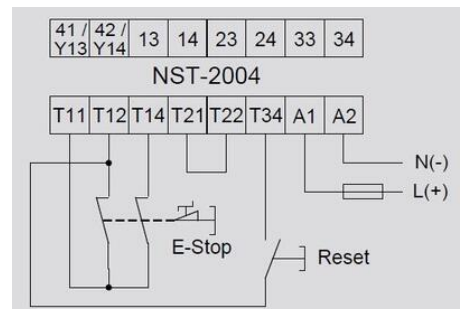 41 / 42 / 13 14 23 24 33 34
Y13 Y14
NST-2004
T11 T12 T14 T21 T22 T34 A1 A2
N(-)
L(+)
E-Stop
Reset